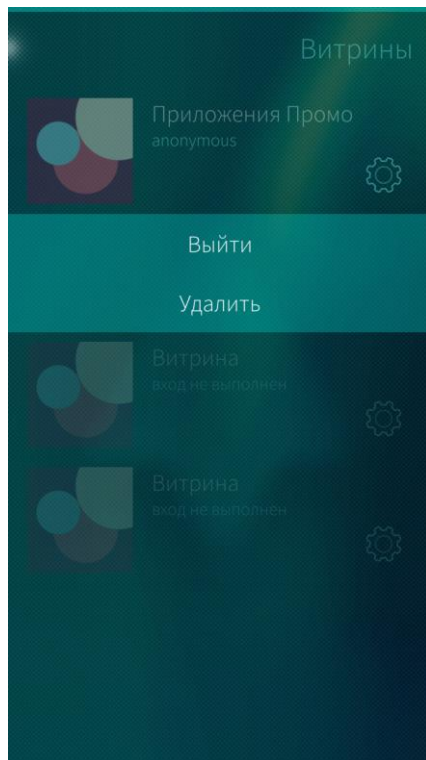 Витрины
Приложения Промо
anonymous
Выйти
Удалить
Витрина
вход не выполнен
Витрина
вход не выполнен